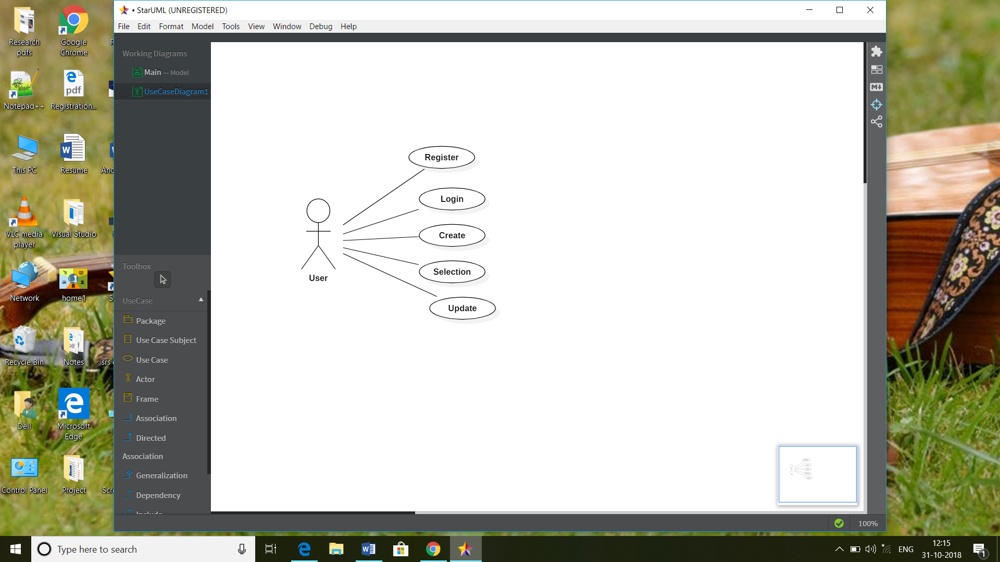 • StarUML (UNREGISTERED)
File Edit Format Model Tools View Window Debug Help
Research pdfs
Google Chrome
Notepad++
Registration...
This PC
Resume
VLC media player
Visual Studio
Network
home1
Recycle Bin
Notes
srs
Dell
Microsoft Edge
Control Panel
Project
Working Diagrams
Main — Model
UseCaseDiagram1
Toolbox
UseCase
Package
Use Case Subject
Use Case
Actor
Frame
Association
Directed
Association
Generalization
Dependency
Include
Register
Login
Create
Selection
Update
User
100%
Type here to search
ENG
12:15
31-10-2018
1